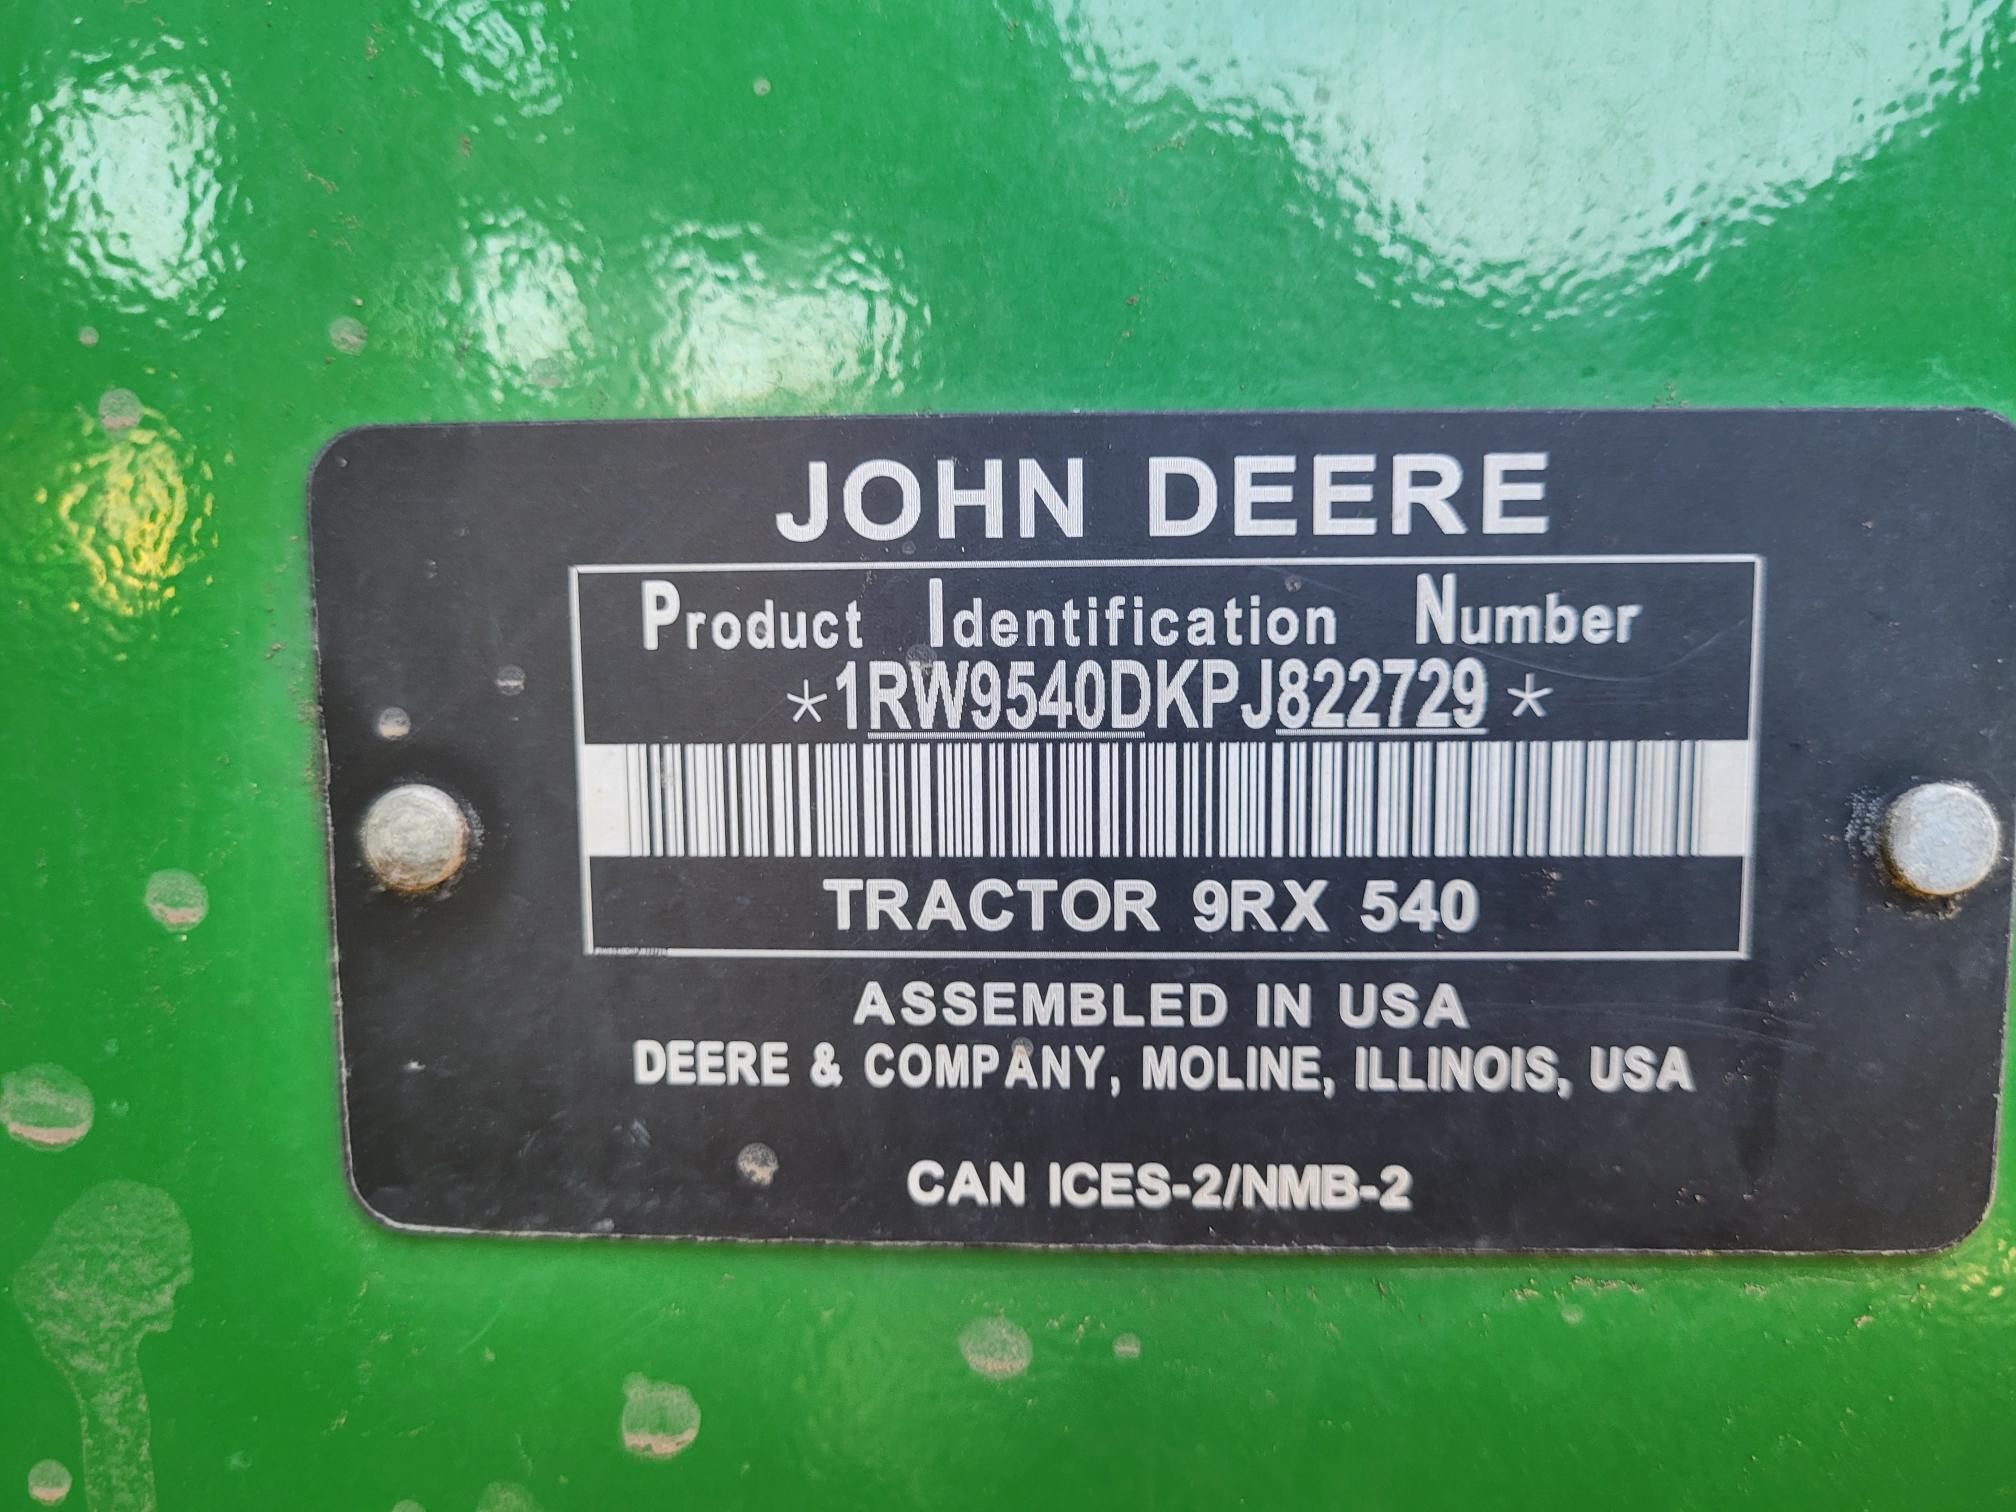 JOHN DEERE
Product Identification Number
*1RW9540DKPJ822729*
TRACTOR 9RX 540
ASSEMBLED IN USA
DEERE & COMPANY, MOLINE, ILLINOIS, USA
CAN ICES-2/NMB-2